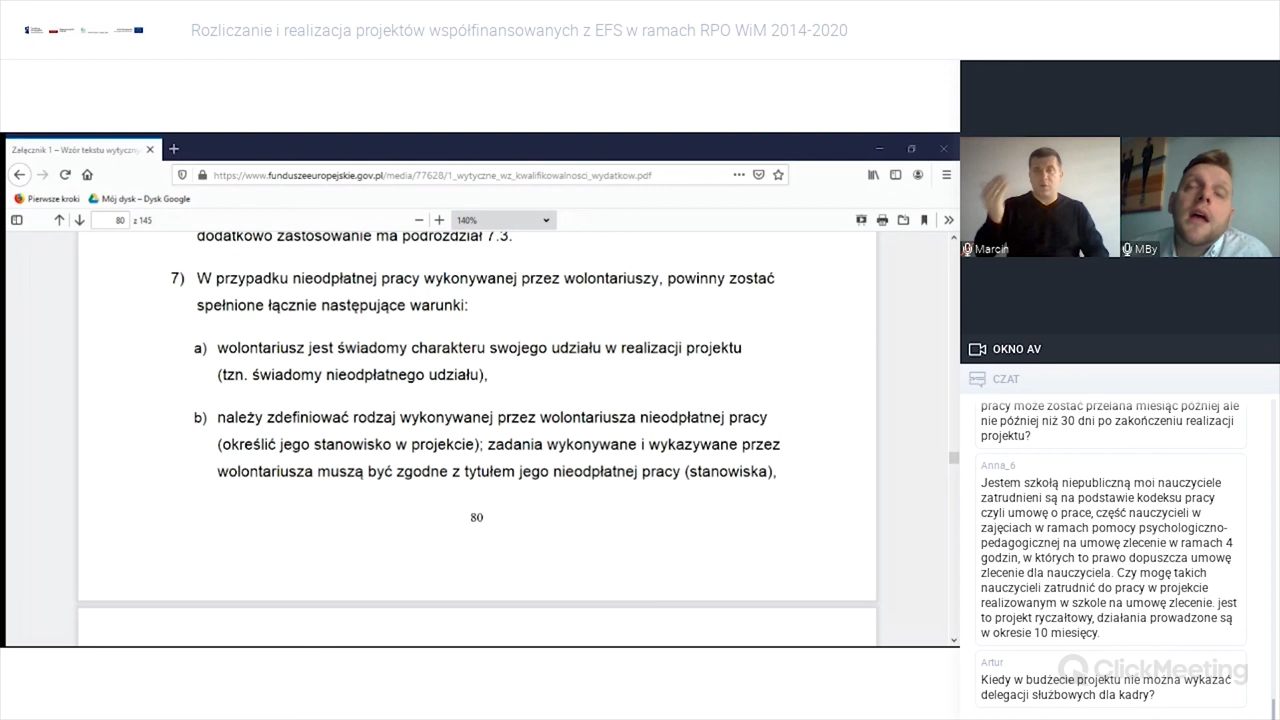 Rozliczanie i realizacja projektów współfinansowanych z EFS w ramach RPO WiM 2014-2020
Załącznik 1 – Wzór tekstu wytyczny
https://www.funduszeeuropejskie.gov.pl/media/77628/1_wytyczne_wz_kwalifikowalnosci_wydatkow.pdf
Pierwsze kroki
Mój dysk – Dysk Google
80
z 145
140%
dodatkowo zastosowanie ma podrozdział 7.3.
7) W przypadku nieodpłatnej pracy wykonywanej przez wolontariuszy, powinny zostać
spełnione łącznie następujące warunki:
a) wolontariusz jest świadomy charakteru swojego udziału w realizacji projektu
(tzn. świadomy nieodpłatnego udziału),
b) należy zdefiniować rodzaj wykonywanej przez wolontariusza nieodpłatnej pracy
(określić jego stanowisko w projekcie); zadania wykonywane i wykazywane przez
wolontariusza muszą być zgodne z tytułem jego nieodpłatnej pracy (stanowiska),
80
Marcin
MBy
OKNO AV
CZAT
pracy może zostać przelana miesiąc później ale
nie później niż 30 dni po zakończeniu realizacji
projektu?
Anna_6
Jestem szkołą niepubliczną moi nauczyciele
zatrudnieni są na podstawie kodeksu pracy
czyli umowę o prace, część nauczycieli w
zajęciach w ramach pomocy psychologiczno-
pedagogicznej na umowę zlecenie w ramach 4
godzin, w których to prawo dopuszcza umowę
zlecenie dla nauczyciela. Czy mogę takich
nauczycieli zatrudnić do pracy w projekcie
realizowanym w szkole na umowę zlecenie. jest
to projekt ryczałtowy, działania prowadzone są
w okresie 10 miesięcy.
Artur
Kiedy w budżecie projektu nie można wykazać
delegacji służbowych dla kadry?
ClickMeeting